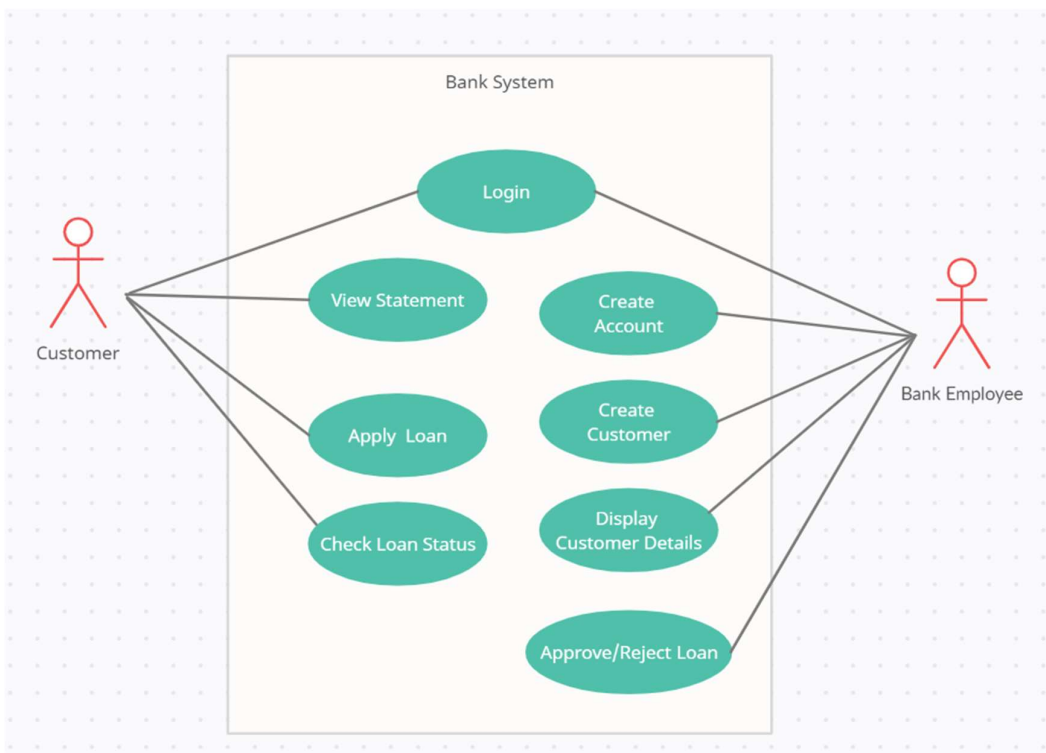 Bank System
Login
View Statement
Create
Account
Customer
Bank Employee
Apply Loan
Create
Customer
Check Loan Status
Display
Customer Details
Approve/Reject Loan